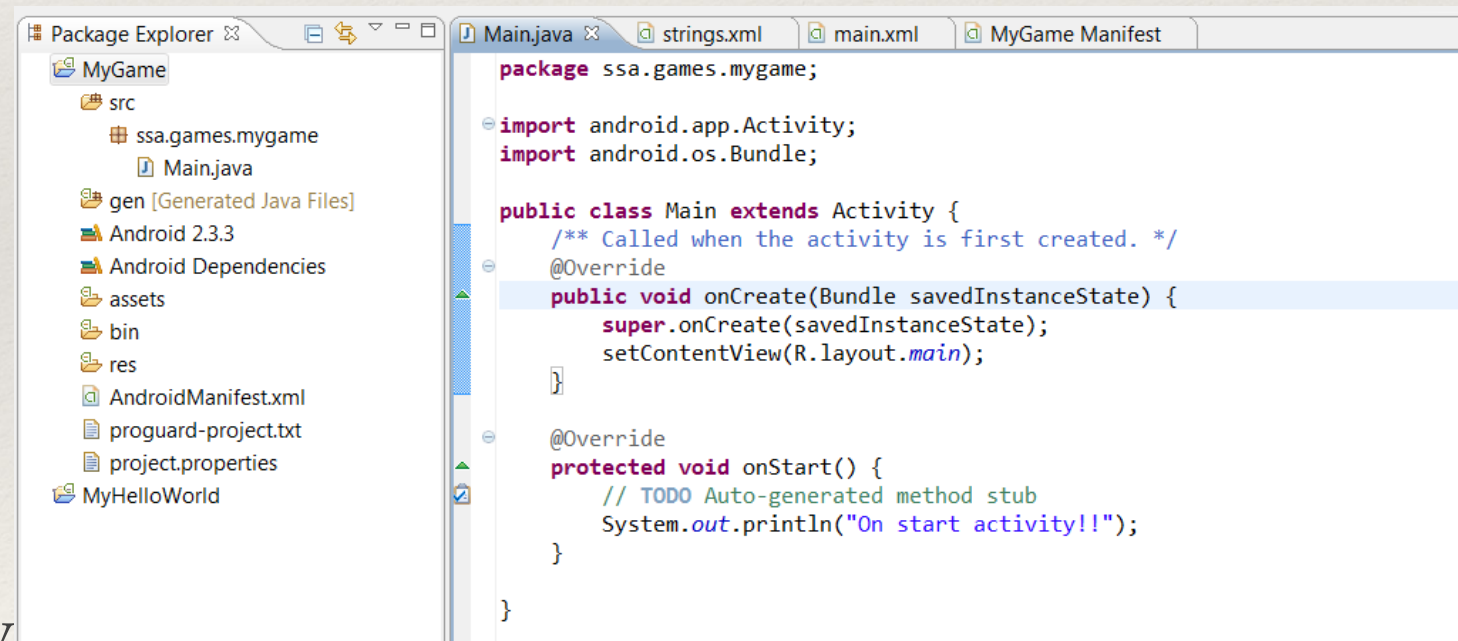 Package Explorer
MyGame
src
ssa.games.mygame
Main.java
gen [Generated Java Files]
Android 2.3.3
Android Dependencies
assets
bin
res
AndroidManifest.xml
proguard-project.txt
project.properties
MyHelloWorld
Main.java strings.xml main.xml MyGame Manifest
package ssa.games.mygame;
import android.app.Activity;
import android.os.Bundle;
public class Main extends Activity {
/** Called when the activity is first created. */
@Override
public void onCreate(Bundle savedInstanceState) {
super.onCreate(savedInstanceState);
setContentView(R.layout.main);
}
@Override
protected void onStart() {
// TODO Auto-generated method stub
System.out.println("On start activity!!");
}
}